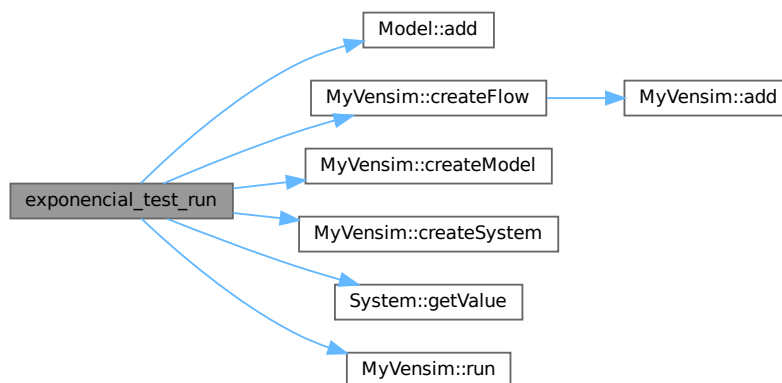 Model::add
MyVensim::createFlow
MyVensim::add
MyVensim::createModel
exponencial_test_run
MyVensim::createSystem
System::getValue
MyVensim::run